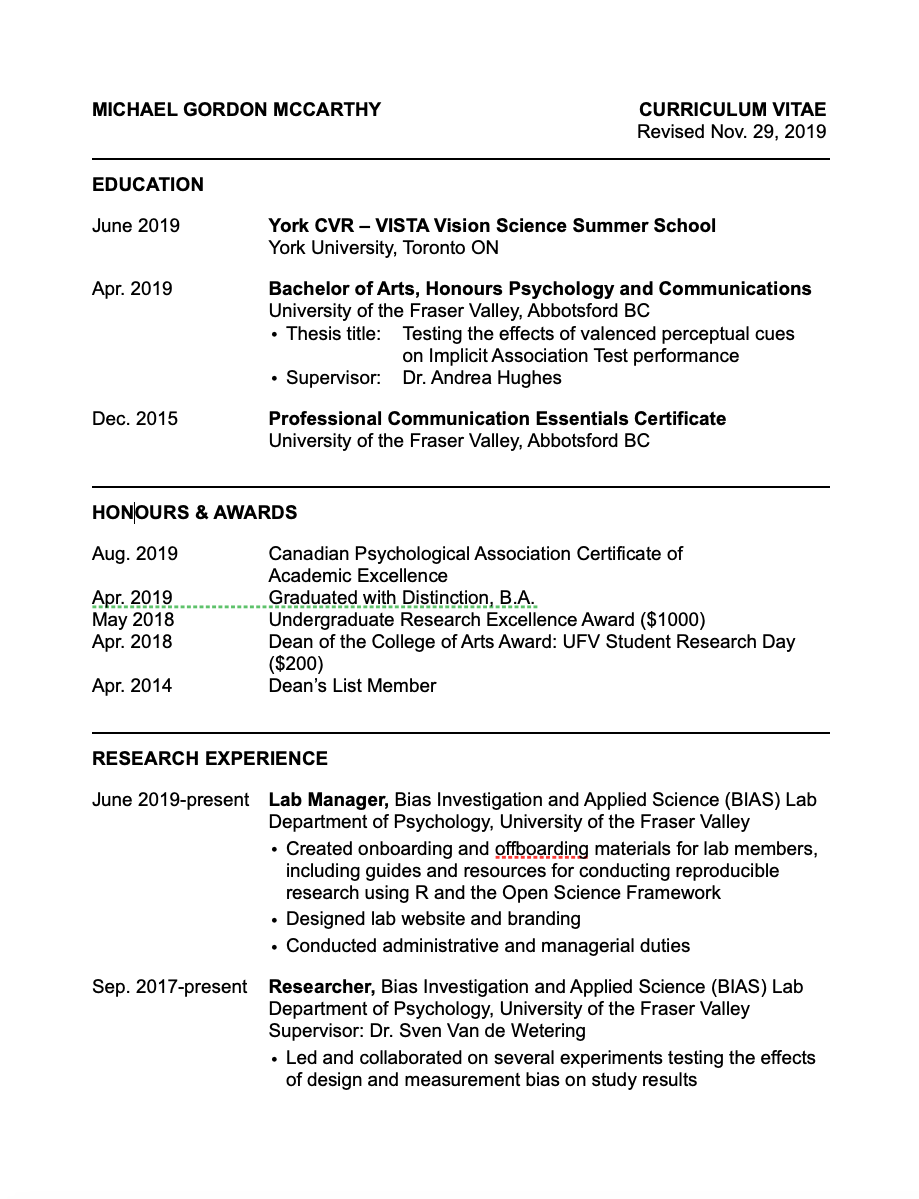 MICHAEL GORDON MCCARTHY CURRICULUM VITAE
Revised Nov. 29, 2019
EDUCATION
June 2019 York CVR – VISTA Vision Science Summer School
York University, Toronto ON
Apr. 2019 Bachelor of Arts, Honours Psychology and Communications
University of the Fraser Valley, Abbotsford BC
• Thesis title: Testing the effects of valenced perceptual cues
on Implicit Association Test performance
• Supervisor: Dr. Andrea Hughes
Dec. 2015 Professional Communication Essentials Certificate
University of the Fraser Valley, Abbotsford BC
HONOURS & AWARDS
Aug. 2019 Canadian Psychological Association Certificate of
Academic Excellence
Apr. 2019 Graduated with Distinction, B.A.
May 2018 Undergraduate Research Excellence Award ($1000)
Apr. 2018 Dean of the College of Arts Award: UFV Student Research Day
($200)
Apr. 2014 Dean’s List Member
RESEARCH EXPERIENCE
June 2019-present Lab Manager, Bias Investigation and Applied Science (BIAS) Lab
Department of Psychology, University of the Fraser Valley
• Created onboarding and offboarding materials for lab members,
including guides and resources for conducting reproducible
research using R and the Open Science Framework
• Designed lab website and branding
• Conducted administrative and managerial duties
Sep. 2017-present Researcher, Bias Investigation and Applied Science (BIAS) Lab
Department of Psychology, University of the Fraser Valley
Supervisor: Dr. Sven Van de Wetering
• Led and collaborated on several experiments testing the effects
of design and measurement bias on study results